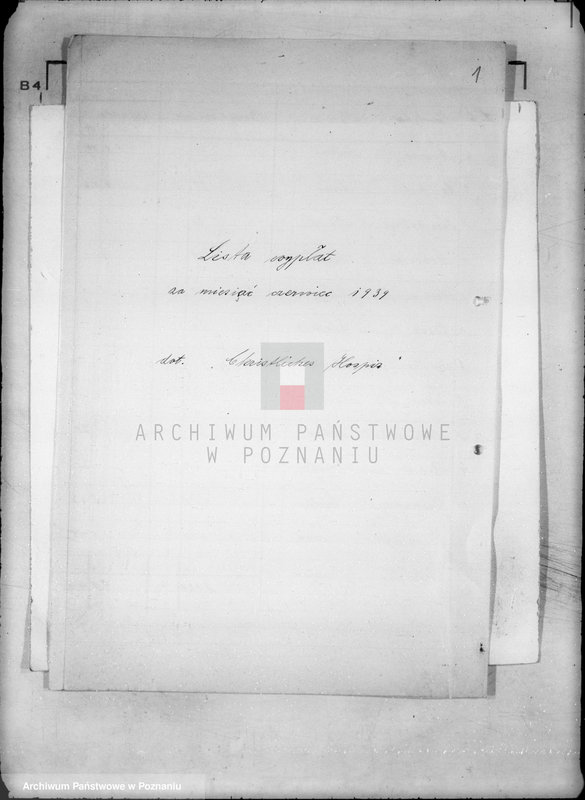 1
B4
Lista wypłat
za miesiąc czerwiec 1939
dot. "Christliches Hospiz"
ARCHIWUM PAŃSTWOWE
W POZNANIU
Archiwum Państwowe w Poznaniu